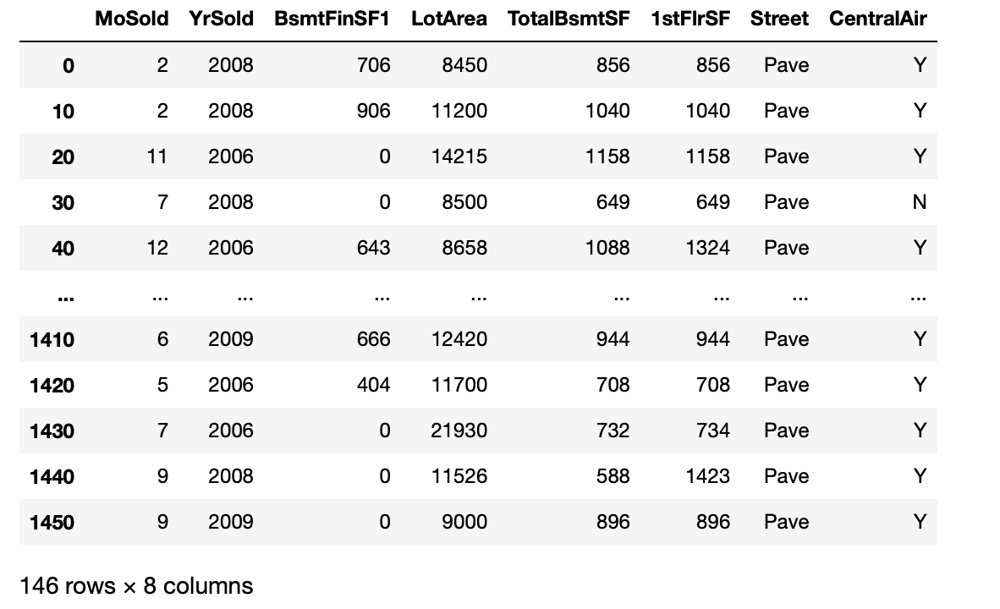 MoSold YrSold BsmtFinSF1 LotArea TotalBsmtSF 1stFlrSF Street CentralAir
0 2 2008 706 8450 856 856 Pave Y
10 2 2008 906 11200 1040 1040 Pave Y
20 11 2006 0 14215 1158 1158 Pave Y
30 7 2008 0 8500 649 649 Pave N
40 12 2006 643 8658 1088 1324 Pave Y
... ... ... ... ... ... ... ... ...
1410 6 2009 666 12420 944 944 Pave Y
1420 5 2006 404 11700 708 708 Pave Y
1430 7 2006 0 21930 732 734 Pave Y
1440 9 2008 0 11526 588 1423 Pave Y
1450 9 2009 0 9000 896 896 Pave Y
146 rows × 8 columns